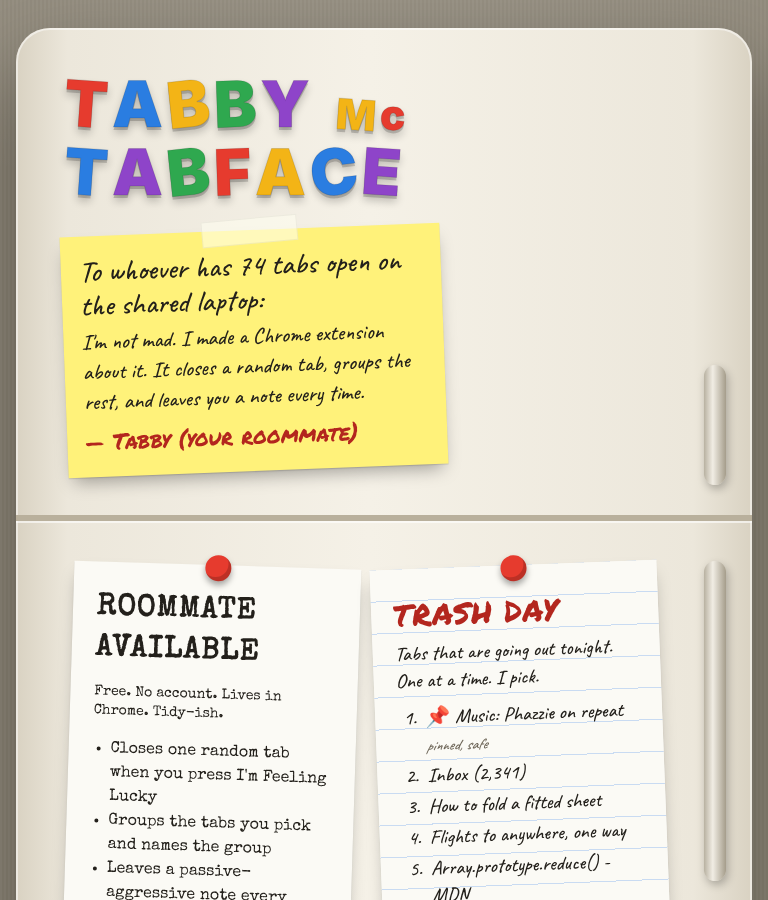 TABBY Mc
TABFACE
To whoever has 74 tabs open on
the shared laptop:
I'm not mad. I made a Chrome extension
about it. It closes a random tab, groups the
rest, and leaves you a note every time.
— Tabby (your roommate)
ROOMMATE
AVAILABLE
Free. No account. Lives in
Chrome. Tidy-ish.
• Closes one random tab
when you press I'm Feeling
Lucky
• Groups the tabs you pick
and names the group
• Leaves a passive-
aggressive note every
TRASH DAY
Tabs that are going out tonight.
One at a time. I pick.
1. 📌 Music: Phazzie on repeat
pinned, safe
2. Inbox (2,341)
3. How to fold a fitted sheet
4. Flights to anywhere, one way
5. Array.prototype.reduce() -
MDN